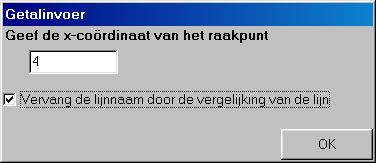 Getalinvoer
Geef de x-coördinaat van het raakpunt
4
Vervang de lijnnaam door de vergelijking van de lijn
OK